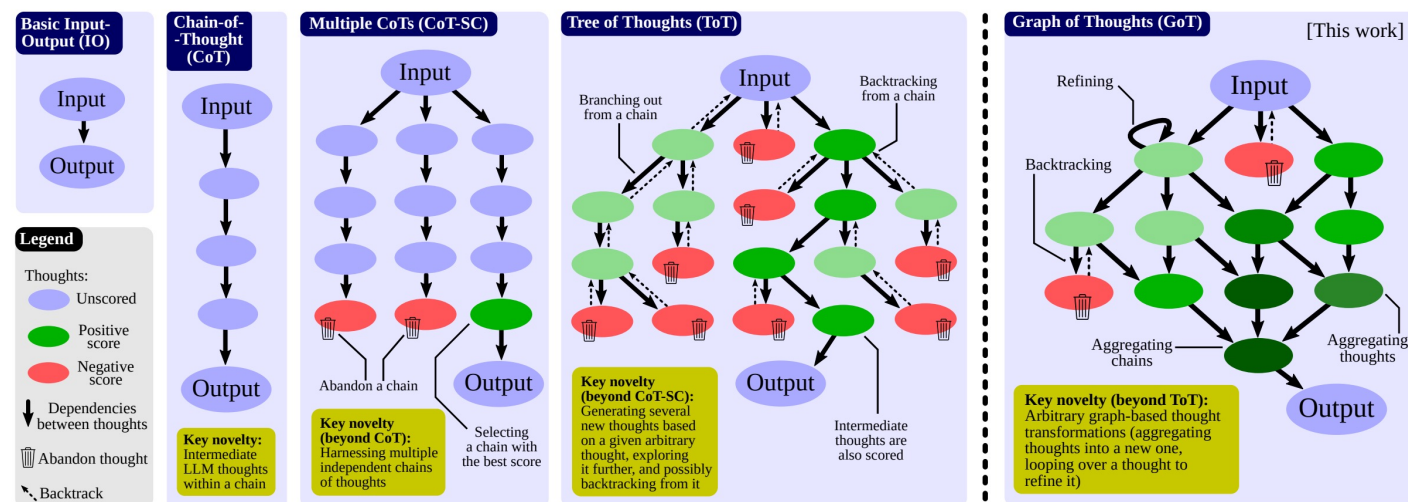 Basic Input-
Output (IO)
Input
Output
Legend
Thoughts:
Unscored
Positive
score
Negative
score
Dependencies
between thoughts
Abandon thought
Backtrack
Chain-of-
-Thought
(CoT)
Input
Output
Key novelty:
Intermediate
LLM thoughts
within a chain
Multiple CoTs (CoT-SC)
Input
Abandon a chain
Output
Key novelty
(beyond CoT):
Harnessing multiple
independent chains
of thoughts
Selecting
a chain with
the best score
Tree of Thoughts (ToT)
Input
Branching out
from a chain
Backtracking
from a chain
Output
Key novelty
(beyond CoT-SC):
Generating several
new thoughts based
on a given arbitrary
thought, exploring
it further, and possibly
backtracking from it
Intermediate
thoughts are
also scored
Graph of Thoughts (GoT)
[This work]
Refining
Input
Backtracking
Aggregating
chains
Aggregating
thoughts
Output
Key novelty (beyond ToT):
Arbitrary graph-based thought
transformations (aggregating
thoughts into a new one,
looping over a thought to
refine it)